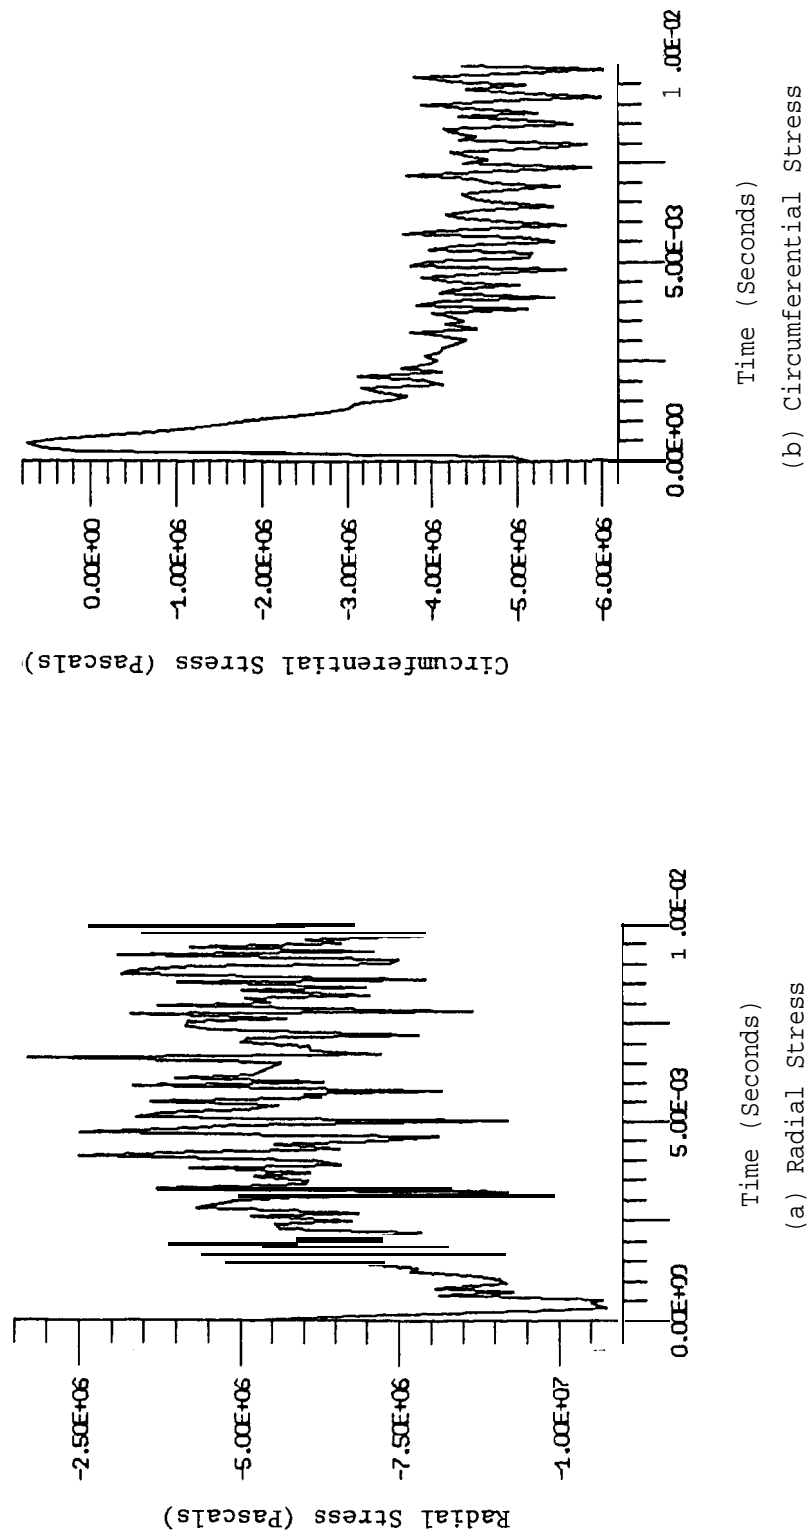 Circumferential Stress (Pascals)
0.00E+00
-1.00E+06
-2.00E+06
-3.00E+06
-4.00E+06
-5.00E+06
-6.00E+06
0.00E+00
5.00E-03
1.00E-02
Time (Seconds)
(b) Circumferential Stress
Radial Stress (Pascals)
-2.50E+06
-5.00E+06
-7.50E+06
-1.00E+07
0.00E+00
5.00E-03
1.00E-02
Time (Seconds)
(a) Radial Stress